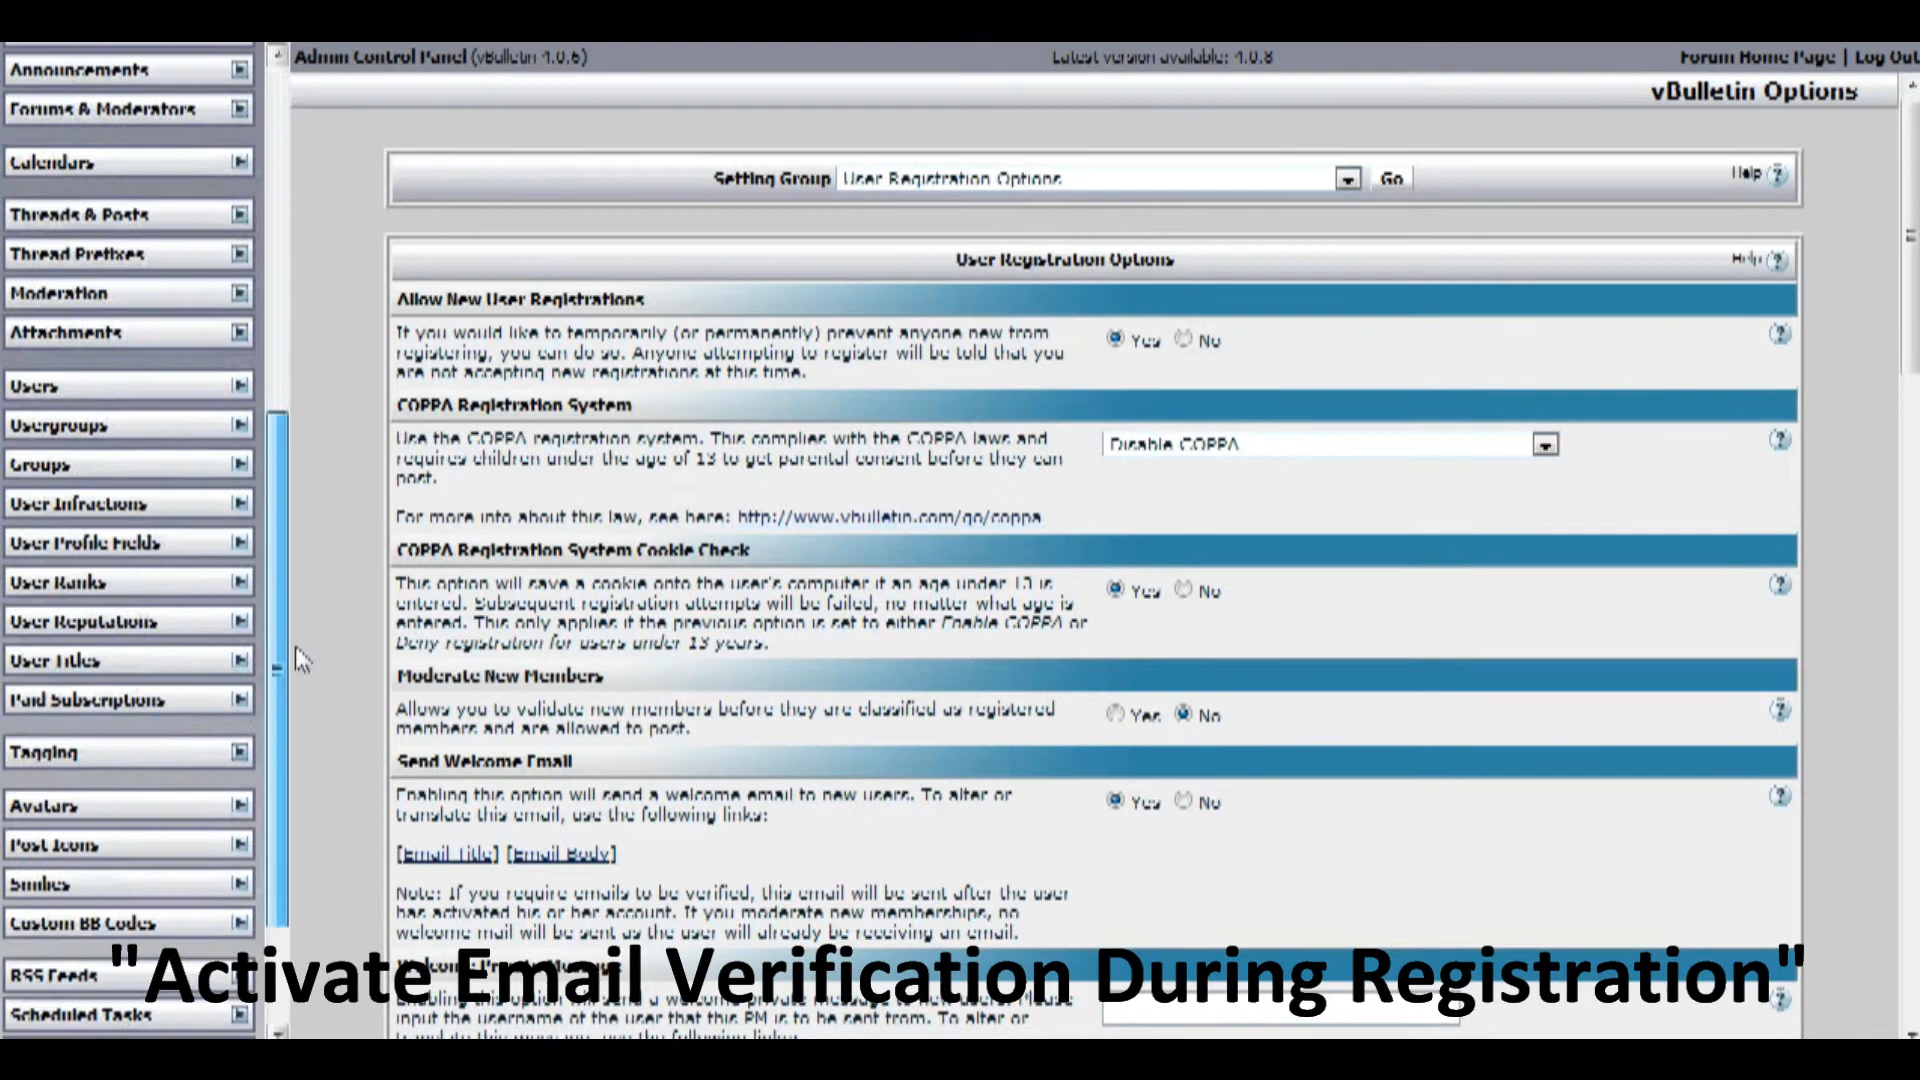 Admin Control Panel (vBulletin 4.0.6)
Latest version available: 4.0.8
Forum Home Page | Log Out
Announcements
Forums & Moderators
Calendars
Threads & Posts
Thread Prefixes
Moderation
Attachments
Users
Usergroups
Groups
User Infractions
User Profile Fields
User Ranks
User Reputations
User Titles
Paid Subscriptions
Tagging
Avatars
Post Icons
Smilies
Custom BB Codes
RSS Feeds
Scheduled Tasks
vBulletin Options
Setting Group User Registration Options Go Help
User Registration Options Help
Allow New User Registrations
If you would like to temporarily (or permanently) prevent anyone new from
registering, you can do so. Anyone attempting to register will be told that you
are not accepting new registrations at this time.
Yes No
COPPA Registration System
Use the COPPA registration system. This complies with the COPPA laws and
requires children under the age of 13 to get parental consent before they can
post.
For more info about this law, see here: http://www.vbulletin.com/go/coppa
Disable COPPA
COPPA Registration System Cookie Check
This option will save a cookie onto the user's computer if an age under 13 is
entered. Subsequent registration attempts will be failed, no matter what age is
entered. This only applies if the previous option is set to either Enable COPPA or
Deny registration for users under 13 years.
Yes No
Moderate New Members
Allows you to validate new members before they are classified as registered
members and are allowed to post.
Yes No
Send Welcome Email
Enabling this option will send a welcome email to new users. To alter or
translate this email, use the following links:
[Email Title] [Email Body]
Note: If you require emails to be verified, this email will be sent after the user
has activated his or her account. If you moderate new memberships, no
welcome mail will be sent as the user will already be receiving an email.
Yes No
Welcome Private Message
Enabling this option will send a welcome private message to new users. Please
input the username of the user that this PM is to be sent from. To alter or
"Activate Email Verification During Registration"